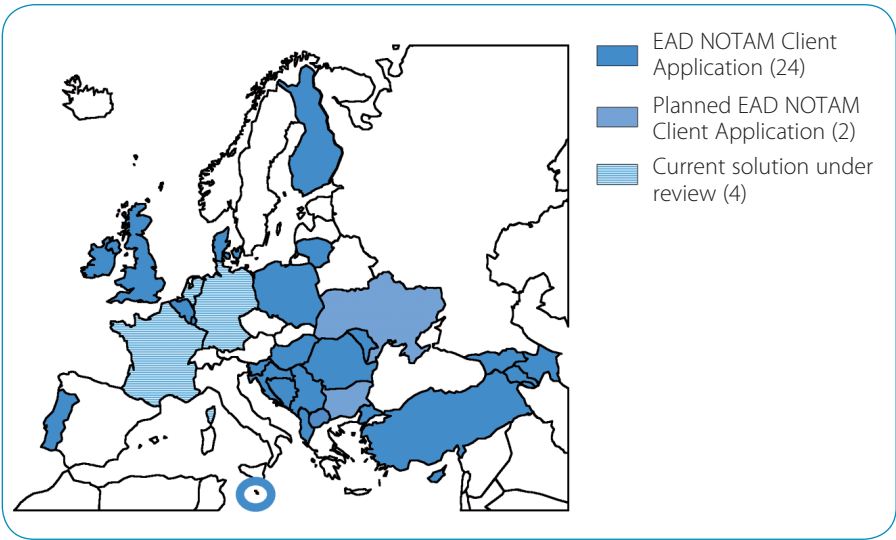 EAD NOTAM Client
Application (24)
Planned EAD NOTAM
Client Application (2)
Current solution under
review (4)